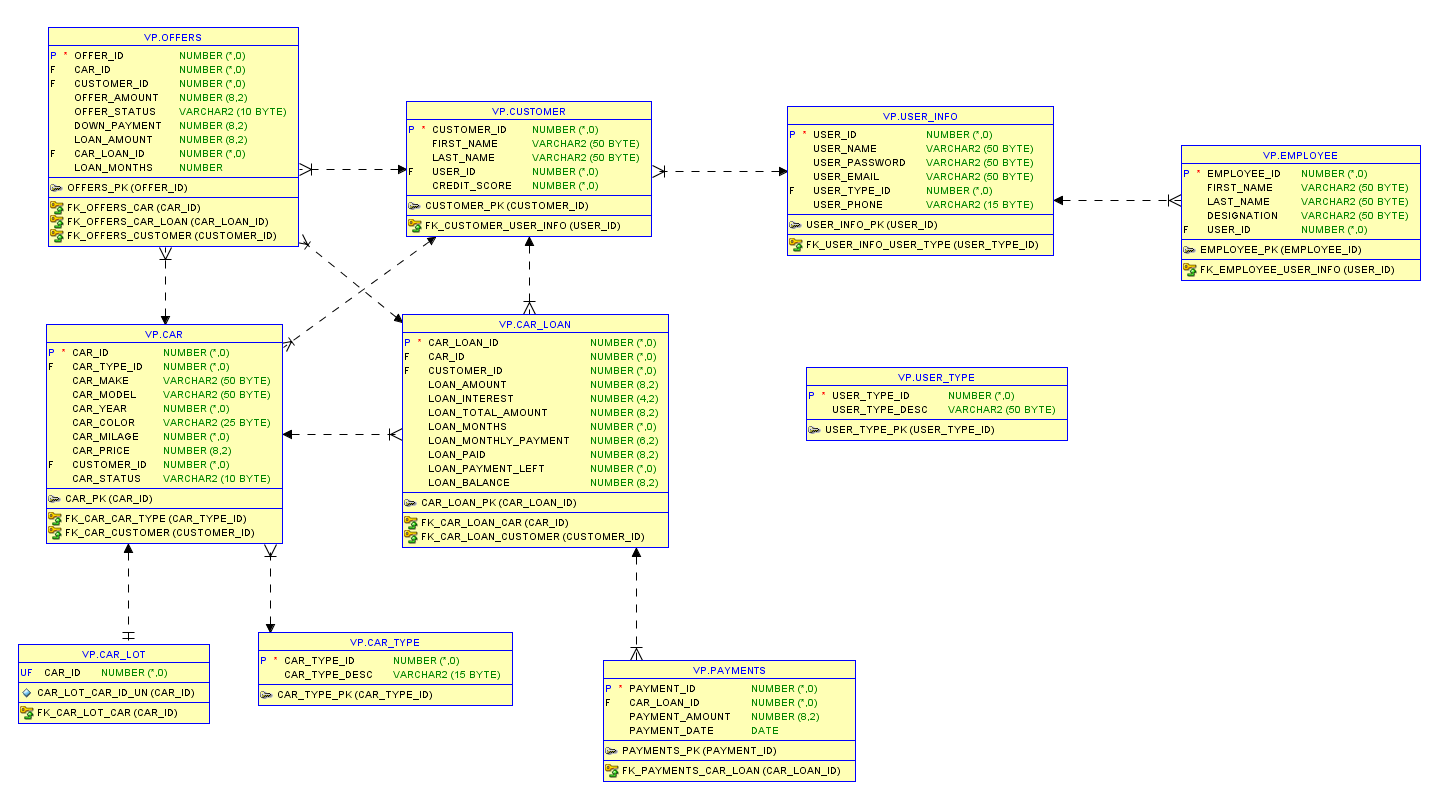 VP.OFFERS
P * OFFER_ID NUMBER (*,0)
F CAR_ID NUMBER (*,0)
F CUSTOMER_ID NUMBER (*,0)
OFFER_AMOUNT NUMBER (8,2)
OFFER_STATUS VARCHAR2 (10 BYTE)
DOWN_PAYMENT NUMBER (8,2)
LOAN_AMOUNT NUMBER (8,2)
F CAR_LOAN_ID NUMBER (*,0)
LOAN_MONTHS NUMBER
OFFERS_PK (OFFER_ID)
FK_OFFERS_CAR (CAR_ID)
FK_OFFERS_CAR_LOAN (CAR_LOAN_ID)
FK_OFFERS_CUSTOMER (CUSTOMER_ID)
VP.CUSTOMER
P * CUSTOMER_ID NUMBER (*,0)
FIRST_NAME VARCHAR2 (50 BYTE)
LAST_NAME VARCHAR2 (50 BYTE)
F USER_ID NUMBER (*,0)
CREDIT_SCORE NUMBER (*,0)
CUSTOMER_PK (CUSTOMER_ID)
FK_CUSTOMER_USER_INFO (USER_ID)
VP.USER_INFO
P * USER_ID NUMBER (*,0)
USER_NAME VARCHAR2 (50 BYTE)
USER_PASSWORD VARCHAR2 (50 BYTE)
USER_EMAIL VARCHAR2 (50 BYTE)
F USER_TYPE_ID NUMBER (*,0)
USER_PHONE VARCHAR2 (15 BYTE)
USER_INFO_PK (USER_ID)
FK_USER_INFO_USER_TYPE (USER_TYPE_ID)
VP.EMPLOYEE
P * EMPLOYEE_ID NUMBER (*,0)
FIRST_NAME VARCHAR2 (50 BYTE)
LAST_NAME VARCHAR2 (50 BYTE)
DESIGNATION VARCHAR2 (50 BYTE)
F USER_ID NUMBER (*,0)
EMPLOYEE_PK (EMPLOYEE_ID)
FK_EMPLOYEE_USER_INFO (USER_ID)
VP.CAR
P * CAR_ID NUMBER (*,0)
F CAR_TYPE_ID NUMBER (*,0)
CAR_MAKE VARCHAR2 (50 BYTE)
CAR_MODEL VARCHAR2 (50 BYTE)
CAR_YEAR NUMBER (*,0)
CAR_COLOR VARCHAR2 (25 BYTE)
CAR_MILAGE NUMBER (*,0)
CAR_PRICE NUMBER (8,2)
F CUSTOMER_ID NUMBER (*,0)
CAR_STATUS VARCHAR2 (10 BYTE)
CAR_PK (CAR_ID)
FK_CAR_CAR_TYPE (CAR_TYPE_ID)
FK_CAR_CUSTOMER (CUSTOMER_ID)
VP.CAR_LOAN
P * CAR_LOAN_ID NUMBER (*,0)
F CAR_ID NUMBER (*,0)
F CUSTOMER_ID NUMBER (*,0)
LOAN_AMOUNT NUMBER (8,2)
LOAN_INTEREST NUMBER (4,2)
LOAN_TOTAL_AMOUNT NUMBER (8,2)
LOAN_MONTHS NUMBER (*,0)
LOAN_MONTHLY_PAYMENT NUMBER (6,2)
LOAN_PAID NUMBER (8,2)
LOAN_PAYMENT_LEFT NUMBER (*,0)
LOAN_BALANCE NUMBER (8,2)
CAR_LOAN_PK (CAR_LOAN_ID)
FK_CAR_LOAN_CAR (CAR_ID)
FK_CAR_LOAN_CUSTOMER (CUSTOMER_ID)
VP.USER_TYPE
P * USER_TYPE_ID NUMBER (*,0)
USER_TYPE_DESC VARCHAR2 (50 BYTE)
USER_TYPE_PK (USER_TYPE_ID)
VP.CAR_LOT
UF CAR_ID NUMBER (*,0)
CAR_LOT_CAR_ID_UN (CAR_ID)
FK_CAR_LOT_CAR (CAR_ID)
VP.CAR_TYPE
P * CAR_TYPE_ID NUMBER (*,0)
CAR_TYPE_DESC VARCHAR2 (15 BYTE)
CAR_TYPE_PK (CAR_TYPE_ID)
VP.PAYMENTS
P * PAYMENT_ID NUMBER (*,0)
F CAR_LOAN_ID NUMBER (*,0)
PAYMENT_AMOUNT NUMBER (8,2)
PAYMENT_DATE DATE
PAYMENTS_PK (PAYMENT_ID)
FK_PAYMENTS_CAR_LOAN (CAR_LOAN_ID)